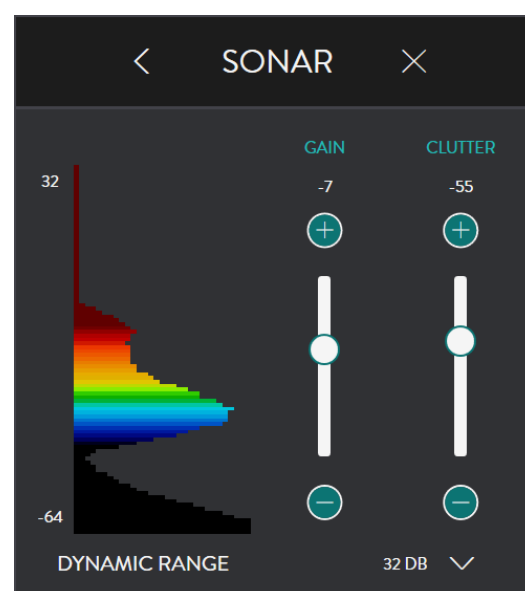 SONAR
GAIN CLUTTER
32 -7 -55
-64
DYNAMIC RANGE 32 DB